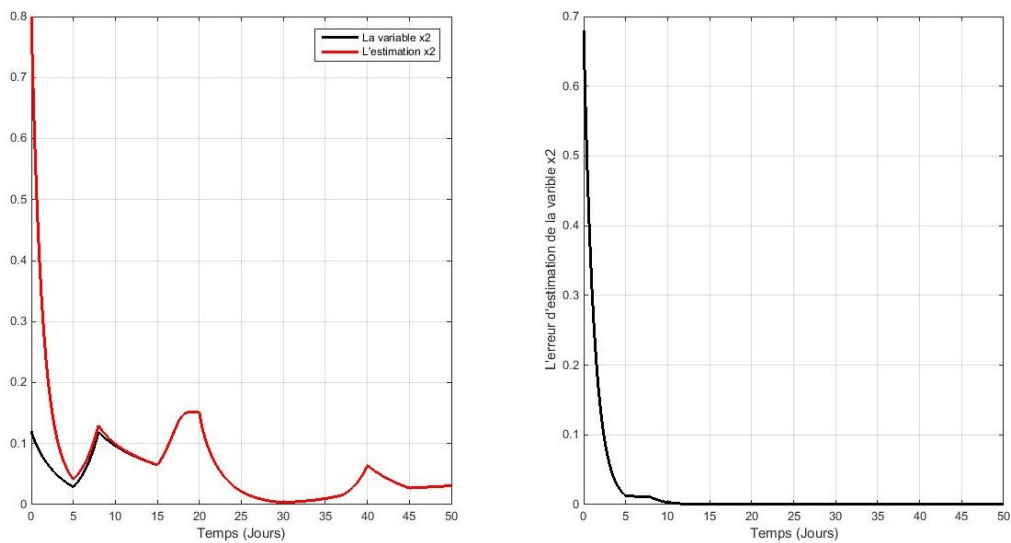 0.8
0.7
0.6
0.5
0.4
0.3
0.2
0.1
0
La variable x2
L'estimation x2
0 5 10 15 20 25 30 35 40 45 50
Temps (Jours)
L'erreur d'estimation de la varible x2
0.7
0.6
0.5
0.4
0.3
0.2
0.1
0
0 5 10 15 20 25 30 35 40 45 50
Temps (Jours)